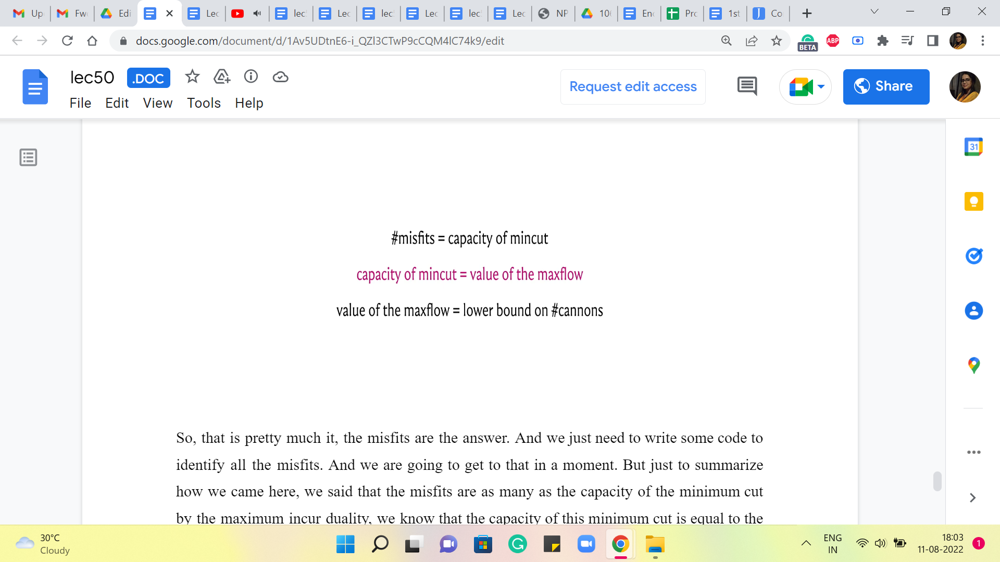 Up
Fw
Edi
Lec
lec
Lec
lec
Lec
lec
Lec
NP
10
Enc
Pro
1st
Co
docs.google.com/document/d/1Av5UDtnE6-i_QZl3CTwP9cCQM4lC74k9/edit
BETA
ABP
lec50
.DOC
File Edit View Tools Help
Request edit access
Share
31
#misfits = capacity of mincut
capacity of mincut = value of the maxflow
value of the maxflow = lower bound on #cannons
So, that is pretty much it, the misfits are the answer. And we just need to write some code to
identify all the misfits. And we are going to get to that in a moment. But just to summarize
how we came here, we said that the misfits are as many as the capacity of the minimum cut
by the maximum incur duality, we know that the capacity of this minimum cut is equal to the
30°C
Cloudy
ENG
IN
18:03
11-08-2022
1